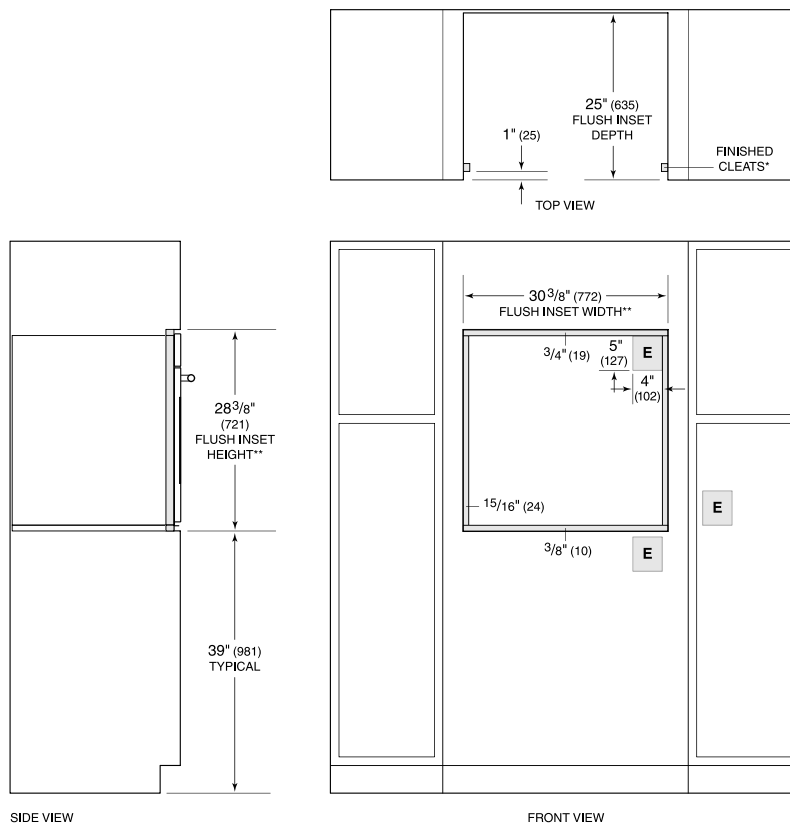 25" (635)
FLUSH INSET
DEPTH
1" (25)
FINISHED
CLEATS*
TOP VIEW
30 3/8" (772)
FLUSH INSET WIDTH**
3/4" (19)
5"
(127)
E
4"
(102)
28 3/8"
(721)
FLUSH INSET
HEIGHT**
15/16" (24)
E
3/8" (10)
E
39" (981)
TYPICAL
SIDE VIEW
FRONT VIEW